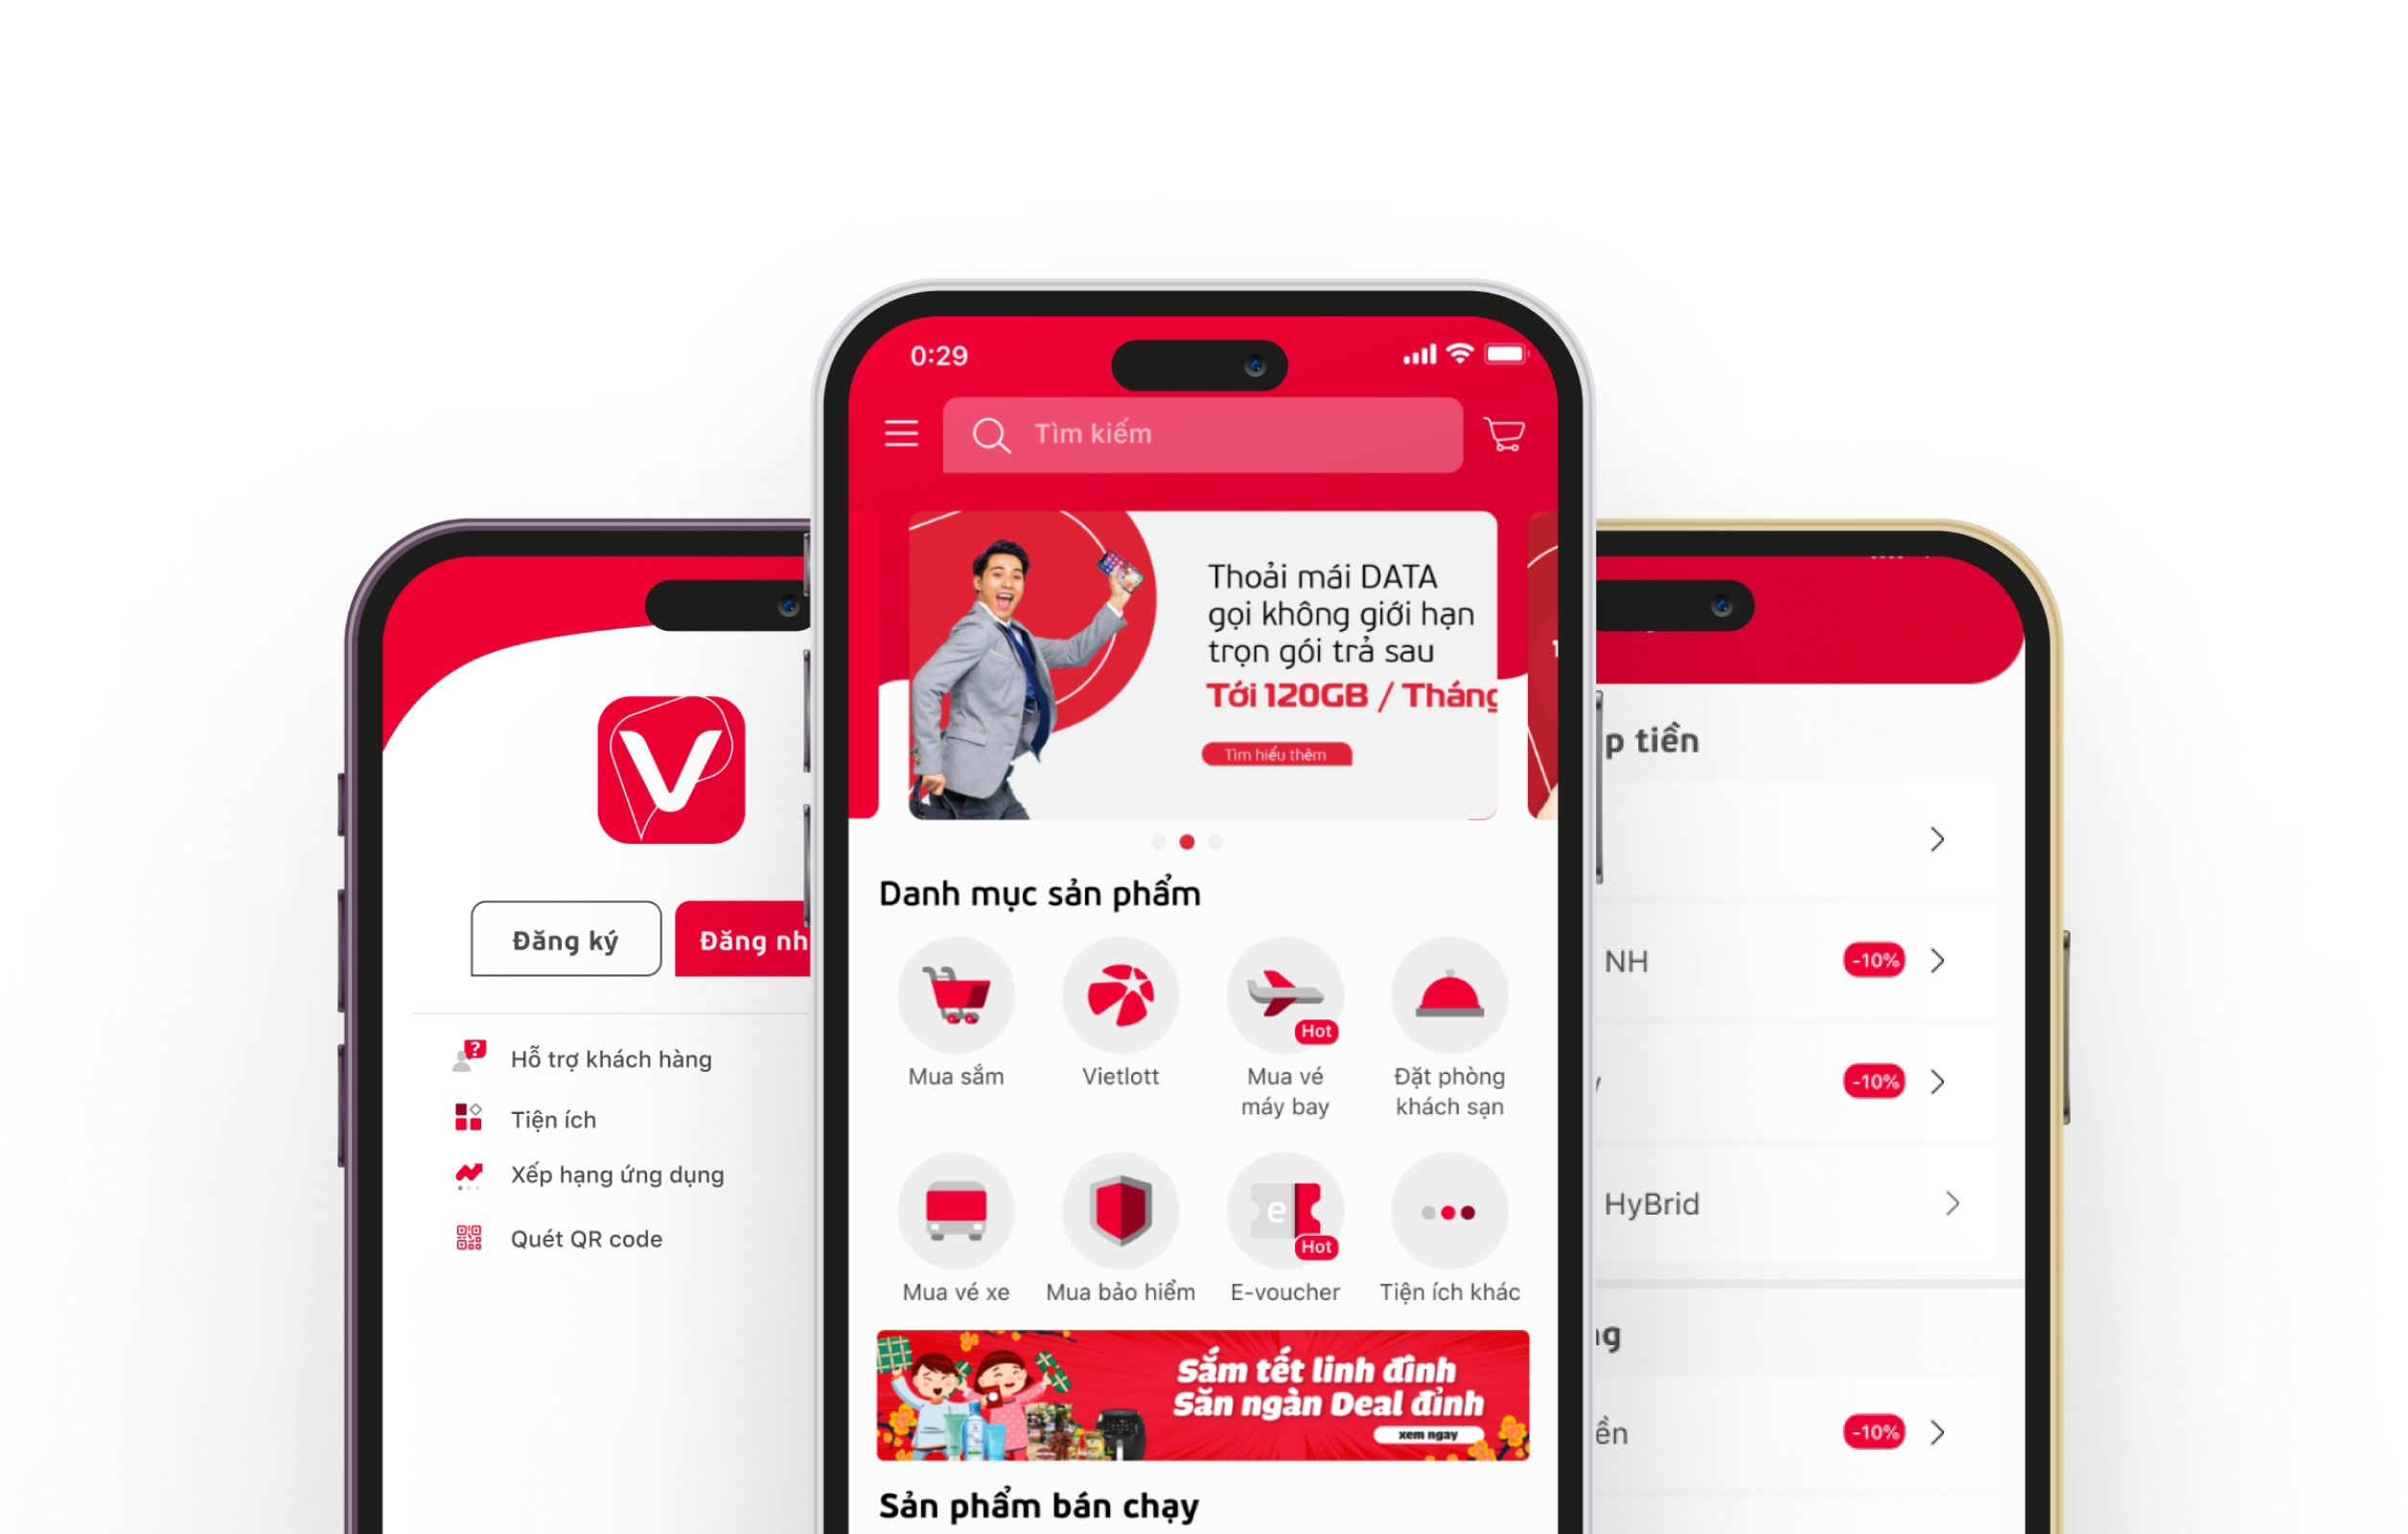 Đăng ký
Đăng nh
Hỗ trợ khách hàng
Tiện ích
Xếp hạng ứng dụng
Quét QR code
0:29
Tìm kiếm
Thoải mái DATA
gọi không giới hạn
trọn gói trả sau
Tới 120GB / Tháng
Tìm hiểu thêm
Danh mục sản phẩm
Mua sắm
Vietlott
Hot
Mua vé
máy bay
Đặt phòng
khách sạn
Mua vé xe
Mua bảo hiểm
e
Hot
E-voucher
Tiện ích khác
Sắm tết linh đình
Săn ngàn Deal đỉnh
xem ngay
Sản phẩm bán chạy
p tiền
NH
-10%
-10%
HyBrid
ng
ền
-10%